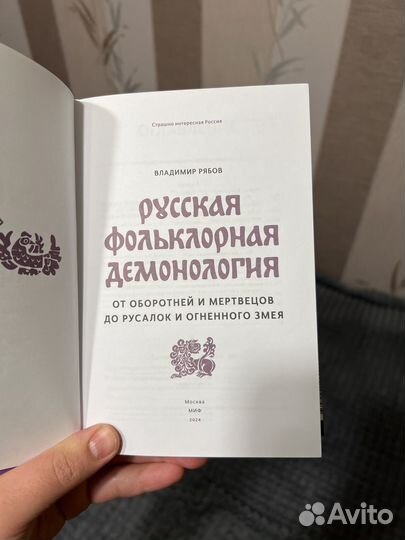 Страшно интересная Россия
ВЛАДИМИР РЯБОВ
РУССКАЯ
ФОЛЬКЛОРНАЯ
ДЕМОНОЛОГИЯ
ОТ ОБОРОТНЕЙ И МЕРТВЕЦОВ
ДО РУСАЛОК И ОГНЕННОГО ЗМЕЯ
Москва
МИФ
2024
Avito